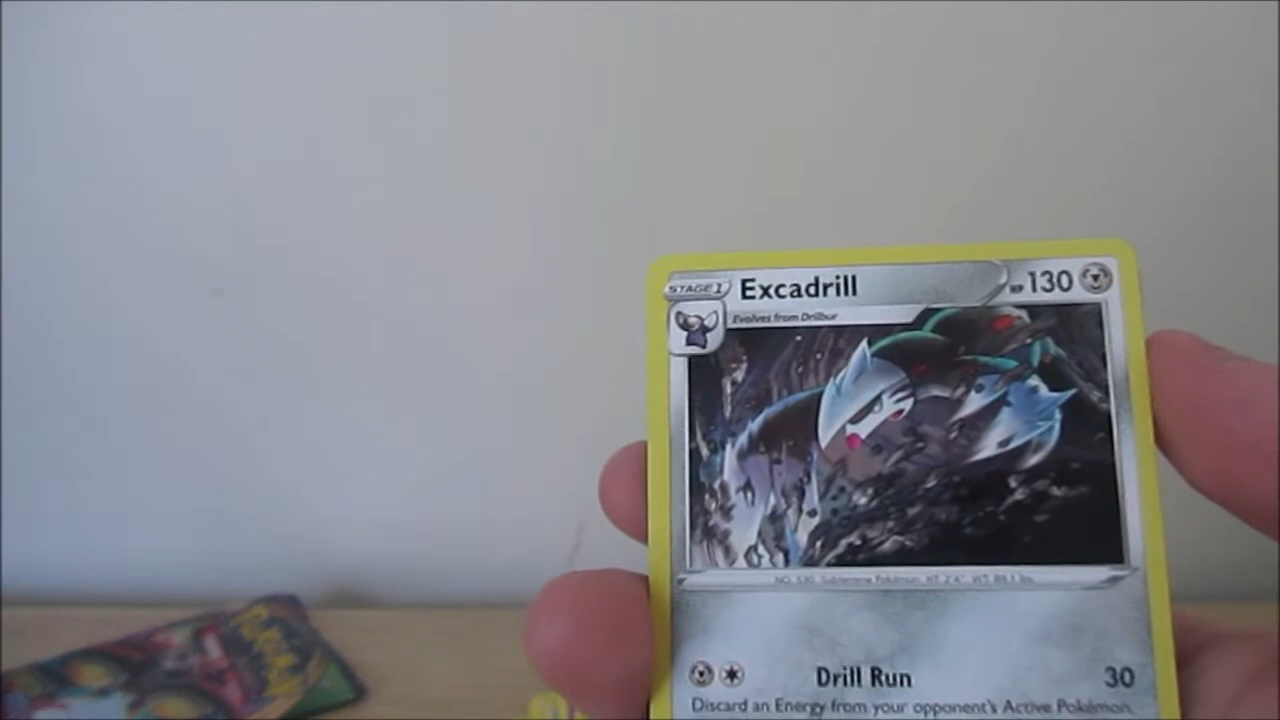 STAGE 1 Excadrill HP 130
Evolves from Drilbur
NO. 530 Subterrene Pokémon HT: 2'4" WT: 89.1 lbs.
Drill Run 30
Discard an Energy from your opponent's Active Pokémon.
Pokémon